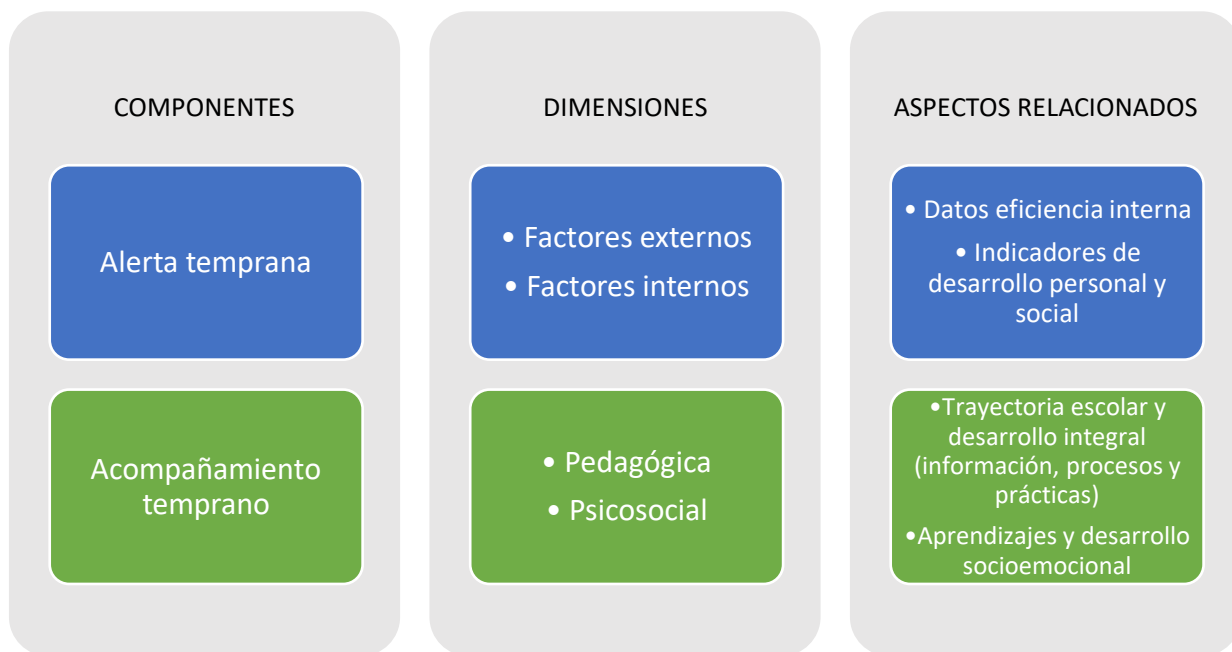 COMPONENTES
Alerta temprana
Acompañamiento
temprano
DIMENSIONES
• Factores externos
• Factores internos
• Pedagógica
• Psicosocial
ASPECTOS RELACIONADOS
• Datos eficiencia interna
• Indicadores de
desarrollo personal y
social
•Trayectoria escolar y
desarrollo integral
(información, procesos y
prácticas)
•Aprendizajes y desarrollo
socioemocional